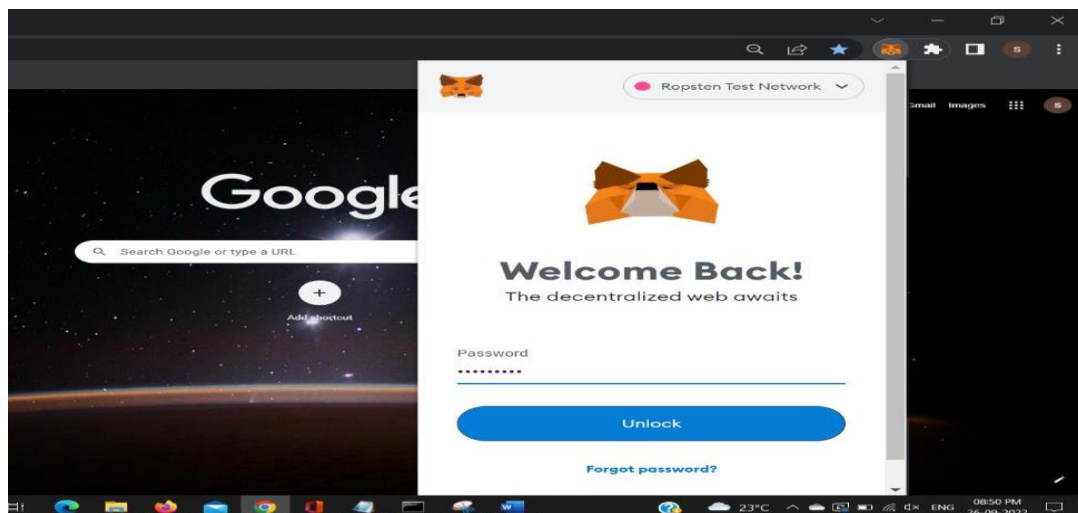 Ropsten Test Network
Gmail Images
S
Google
Search Google or type a URL
Add shortcut
Welcome Back!
The decentralized web awaits
Password
Unlock
Forgot password?
23°C
ENG
08:50 PM